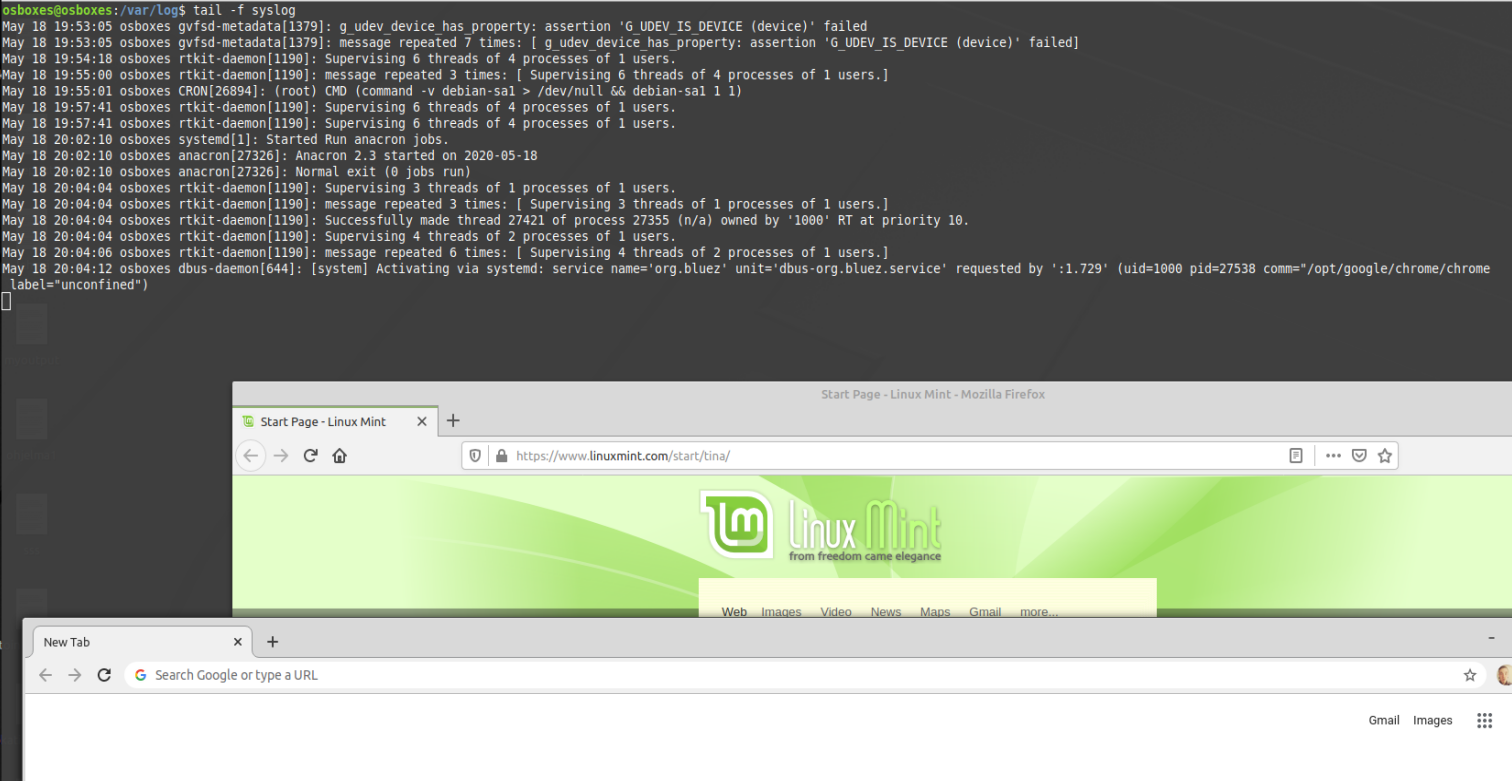 osboxes@osboxes:/var/log$ tail -f syslog
May 18 19:53:05 osboxes gvfsd-metadata[1379]: g_udev_device_has_property: assertion 'G_UDEV_IS_DEVICE (device)' failed
May 18 19:53:05 osboxes gvfsd-metadata[1379]: message repeated 7 times: [ g_udev_device_has_property: assertion 'G_UDEV_IS_DEVICE (device)' failed]
May 18 19:54:18 osboxes rtkit-daemon[1190]: Supervising 6 threads of 4 processes of 1 users.
May 18 19:55:00 osboxes rtkit-daemon[1190]: message repeated 3 times: [ Supervising 6 threads of 4 processes of 1 users.]
May 18 19:55:01 osboxes CRON[26894]: (root) CMD (command -v debian-sa1 > /dev/null && debian-sa1 1 1)
May 18 19:57:41 osboxes rtkit-daemon[1190]: Supervising 6 threads of 4 processes of 1 users.
May 18 19:57:41 osboxes rtkit-daemon[1190]: Supervising 6 threads of 4 processes of 1 users.
May 18 20:02:10 osboxes systemd[1]: Started Run anacron jobs.
May 18 20:02:10 osboxes anacron[27326]: Anacron 2.3 started on 2020-05-18
May 18 20:02:10 osboxes anacron[27326]: Normal exit (0 jobs run)
May 18 20:04:04 osboxes rtkit-daemon[1190]: Supervising 3 threads of 1 processes of 1 users.
May 18 20:04:04 osboxes rtkit-daemon[1190]: message repeated 3 times: [ Supervising 3 threads of 1 processes of 1 users.]
May 18 20:04:04 osboxes rtkit-daemon[1190]: Successfully made thread 27421 of process 27355 (n/a) owned by '1000' RT at priority 10.
May 18 20:04:04 osboxes rtkit-daemon[1190]: Supervising 4 threads of 2 processes of 1 users.
May 18 20:04:06 osboxes rtkit-daemon[1190]: message repeated 6 times: [ Supervising 4 threads of 2 processes of 1 users.]
May 18 20:04:12 osboxes dbus-daemon[644]: [system] Activating via systemd: service name='org.bluez' unit='dbus-org.bluez.service' requested by ':1.729' (uid=1000 pid=27538 comm="/opt/google/chrome/chrome
label="unconfined")
Start Page - Linux Mint - Mozilla Firefox
Start Page - Linux Mint
https://www.linuxmint.com/start/tina/
Linux Mint
from freedom came elegance
Web Images Video News Maps Gmail more...
New Tab
Search Google or type a URL
Gmail Images